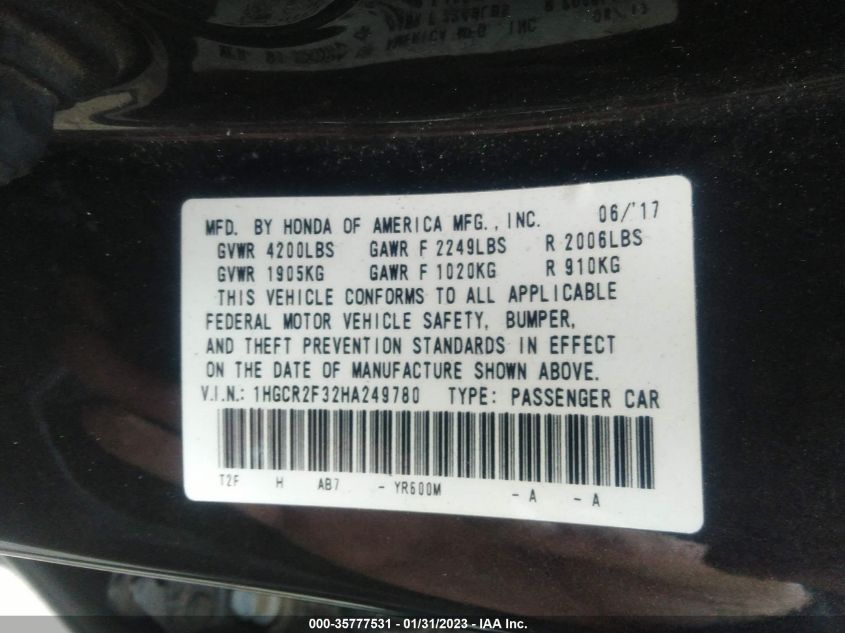 MFD. BY HONDA OF AMERICA MFG., INC. 06/'17
GVWR 4200LBS GAWR F 2249LBS R 2006LBS
GVWR 1905KG GAWR F 1020KG R 910KG
THIS VEHICLE CONFORMS TO ALL APPLICABLE
FEDERAL MOTOR VEHICLE SAFETY, BUMPER,
AND THEFT PREVENTION STANDARDS IN EFFECT
ON THE DATE OF MANUFACTURE SHOWN ABOVE.
V.I.N.: 1HGCR2F32HA249780 TYPE: PASSENGER CAR
T2F H AB7 - YR600M - A - A
000-35777531 - 01/31/2023 - IAA Inc.